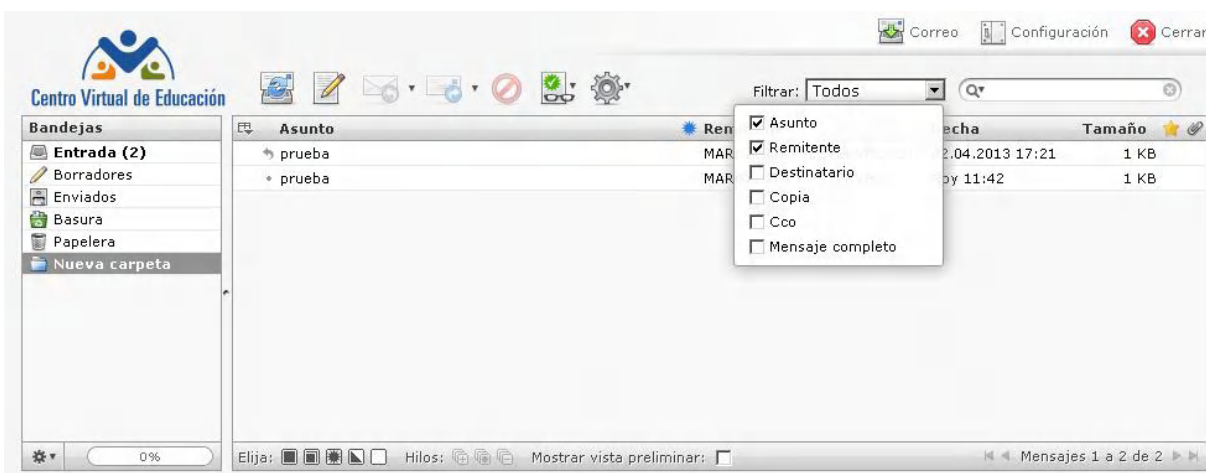 Correo Configuración Cerrar
Centro Virtual de Educación
Filtrar: Todos
Bandejas
Asunto
Fecha Tamaño
Asunto
Remitente
Destinatario
Copia
Cco
Mensaje completo
Entrada (2)
Borradores
Enviados
Basura
Papelera
Nueva carpeta
prueba MAR 2.04.2013 17:21 1 KB
prueba MAR oy 11:42 1 KB
0%
Elija: Hilos: Mostrar vista preliminar: Mensajes 1 a 2 de 2